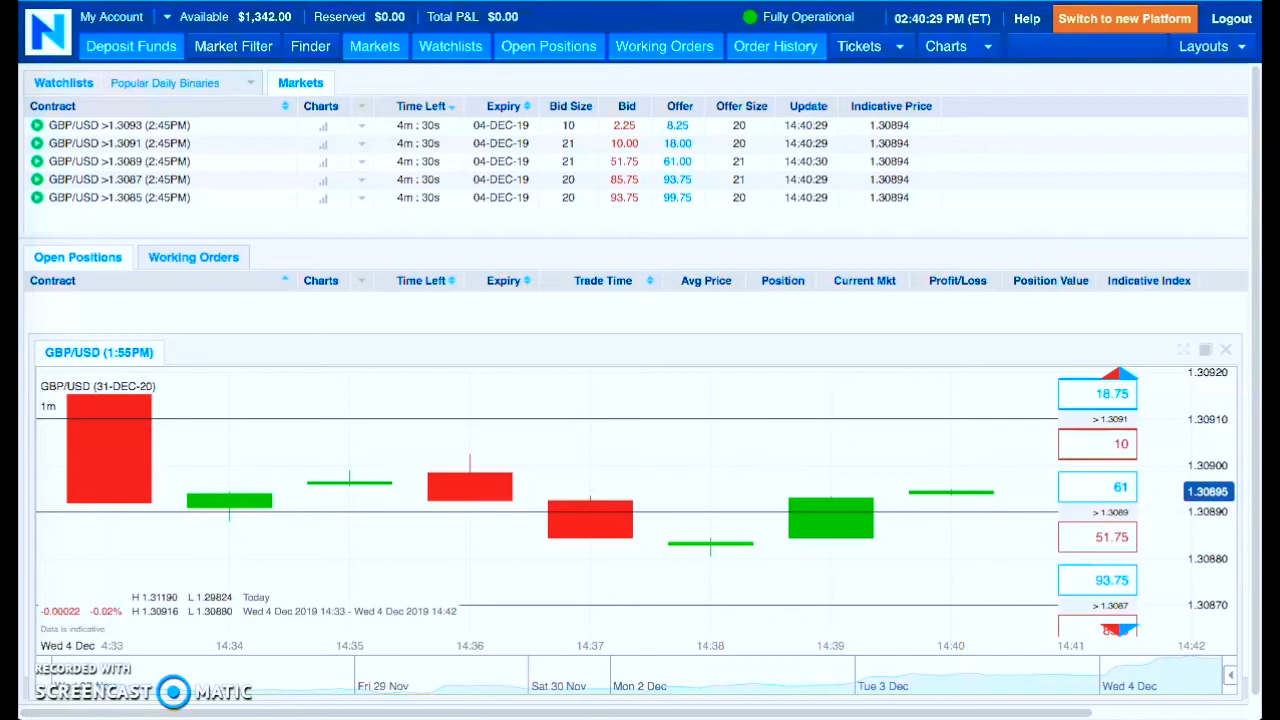 N
My Account Available $1,342.00 Reserved $0.00 Total P&L $0.00 Fully Operational 02:40:29 PM (ET) Help Switch to new Platform Logout
Deposit Funds Market Filter Finder Markets Watchlists Open Positions Working Orders Order History Tickets Charts Layouts
Watchlists Popular Daily Binaries Markets
Contract Charts Time Left Expiry Bid Size Bid Offer Offer Size Update Indicative Price
GBP/USD >1.3093 (2:45PM) 4m : 30s 04-DEC-19 10 2.25 8.25 20 14:40:29 1.30894
GBP/USD >1.3091 (2:45PM) 4m : 30s 04-DEC-19 21 10.00 18.00 20 14:40:29 1.30894
GBP/USD >1.3089 (2:45PM) 4m : 30s 04-DEC-19 21 51.75 61.00 21 14:40:30 1.30894
GBP/USD >1.3087 (2:45PM) 4m : 30s 04-DEC-19 20 85.75 93.75 21 14:40:29 1.30894
GBP/USD >1.3085 (2:45PM) 4m : 30s 04-DEC-19 20 93.75 99.75 20 14:40:29 1.30894
Open Positions Working Orders
Contract Charts Time Left Expiry Trade Time Avg Price Position Current Mkt Profit/Loss Position Value Indicative Index
GBP/USD (1:55PM)
1.30920
GBP/USD (31-DEC-20)
18.75
1m
> 1.3091 1.30910
10
1.30900
61 1.30895
> 1.3089 1.30890
51.75
1.30880
93.75
H 1.31190 L 1.29824 Today
> 1.3087 1.30870
-0.00022 -0.02% H 1.30916 L 1.30880 Wed 4 Dec 2019 14:33 - Wed 4 Dec 2019 14:42
Data is indicative
Wed 4 Dec 4:33 14:34 14:35 14:36 14:37 14:38 14:39 14:40 14:41 14:42
RECORDED WITH
Fri 29 Nov Sat 30 Nov Mon 2 Dec Tue 3 Dec Wed 4 Dec
SCREENCAST MATIC